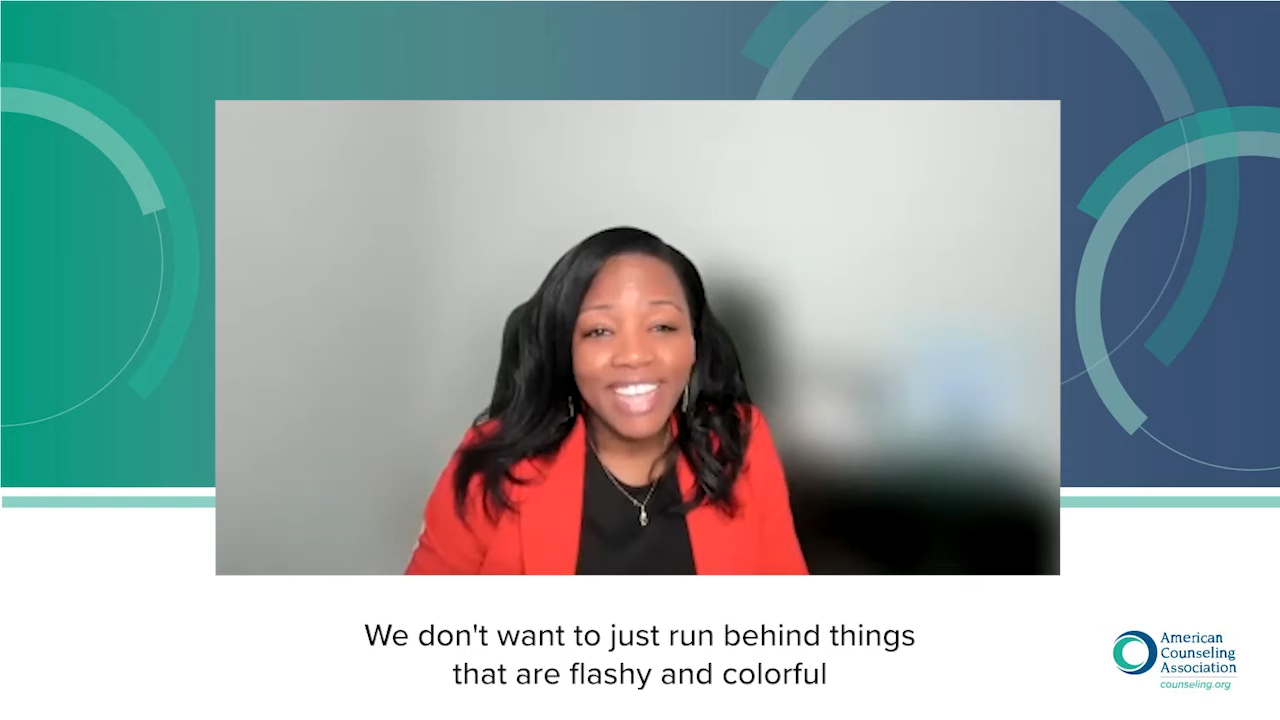 We don't want to just run behind things
that are flashy and colorful
American
Counseling
Association
counseling.org